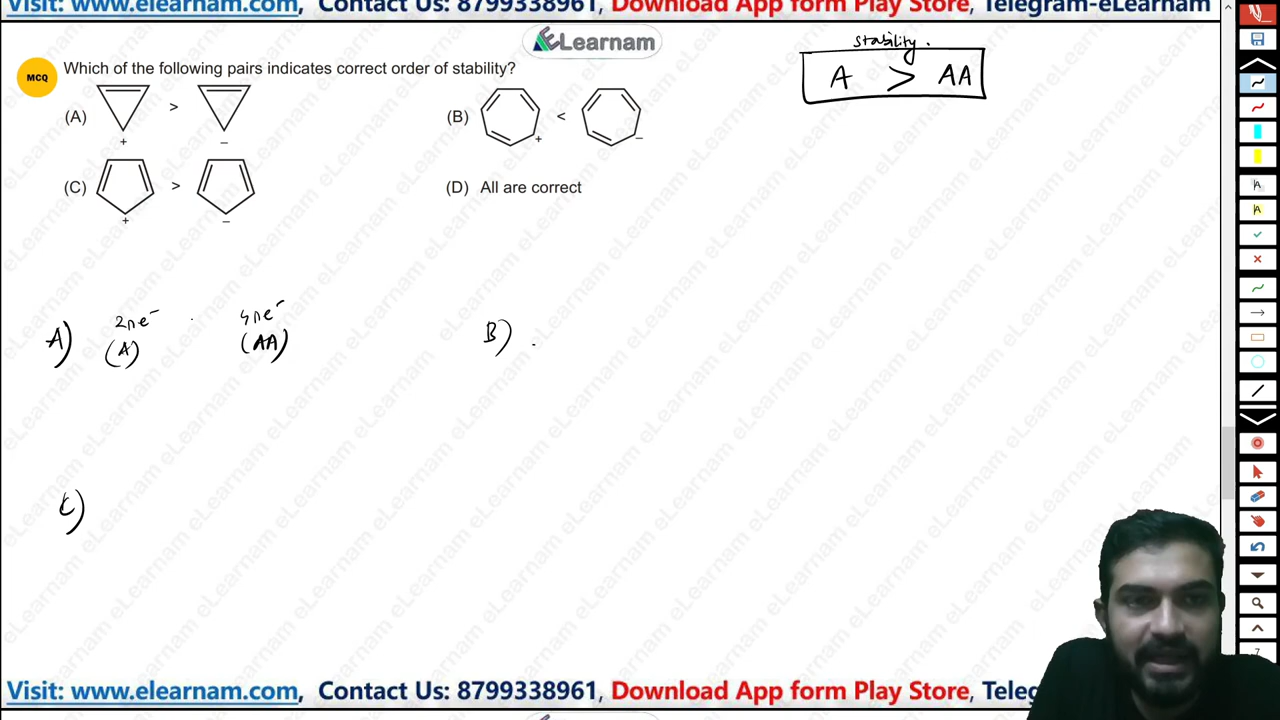 Visit: www.elearnam.com, Contact Us: 8799338961, Download App form Play Store, Telegram-eLearnam
ELearnam
stability.
A > AA
MCQ
Which of the following pairs indicates correct order of stability?
(A) + > −
(B) + < −
(C) + > −
(D) All are correct
A) 2πe⁻ (A) 4πe⁻ (AA)
B)
C)
Visit: www.elearnam.com, Contact Us: 8799338961, Download App form Play Store, Teleg